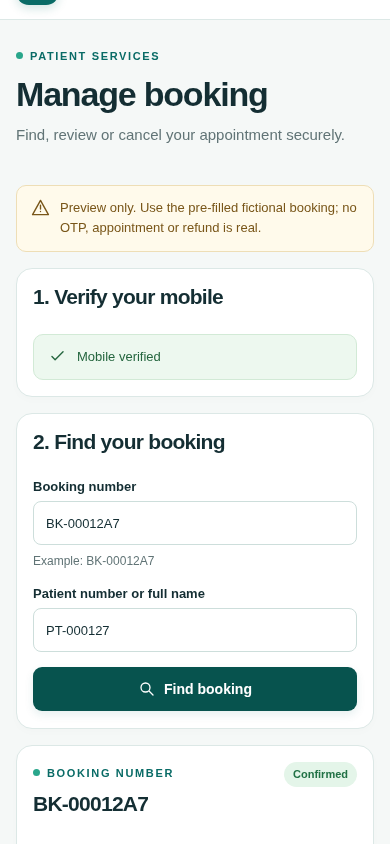 PATIENT SERVICES
Manage booking
Find, review or cancel your appointment securely.
Preview only. Use the pre-filled fictional booking; no
OTP, appointment or refund is real.
1. Verify your mobile
Mobile verified
2. Find your booking
Booking number
BK-00012A7
Example: BK-00012A7
Patient number or full name
PT-000127
Find booking
BOOKING NUMBER
Confirmed
BK-00012A7